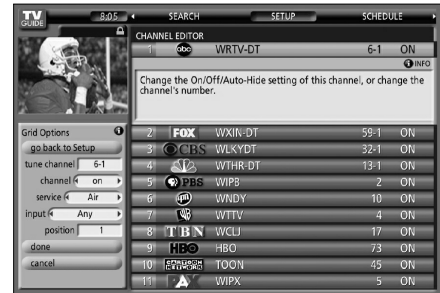 TV GUIDE 8:05 SEARCH SETUP SCHEDULE
CHANNEL EDITOR
1 abc WRTV-DT 6-1 ON
INFO
Change the On/Off/Auto-Hide setting of this channel, or change the
channel's number.
Grid Options
go back to Setup
tune channel 6-1
channel on
service Air
input Any
position 1
done
cancel
2 FOX WXIN-DT 59-1 ON
3 CBS WLKYDT 32-1 ON
4 WTHR-DT 13-1 ON
5 PBS WIPB 2 ON
6 WNDY 10 ON
7 WB WTTV 4 ON
8 TBN WCLJ 17 ON
9 HBO HBO 73 ON
10 CARTOON NETWORK TOON 45 ON
11 PAX WIPX 5 ON